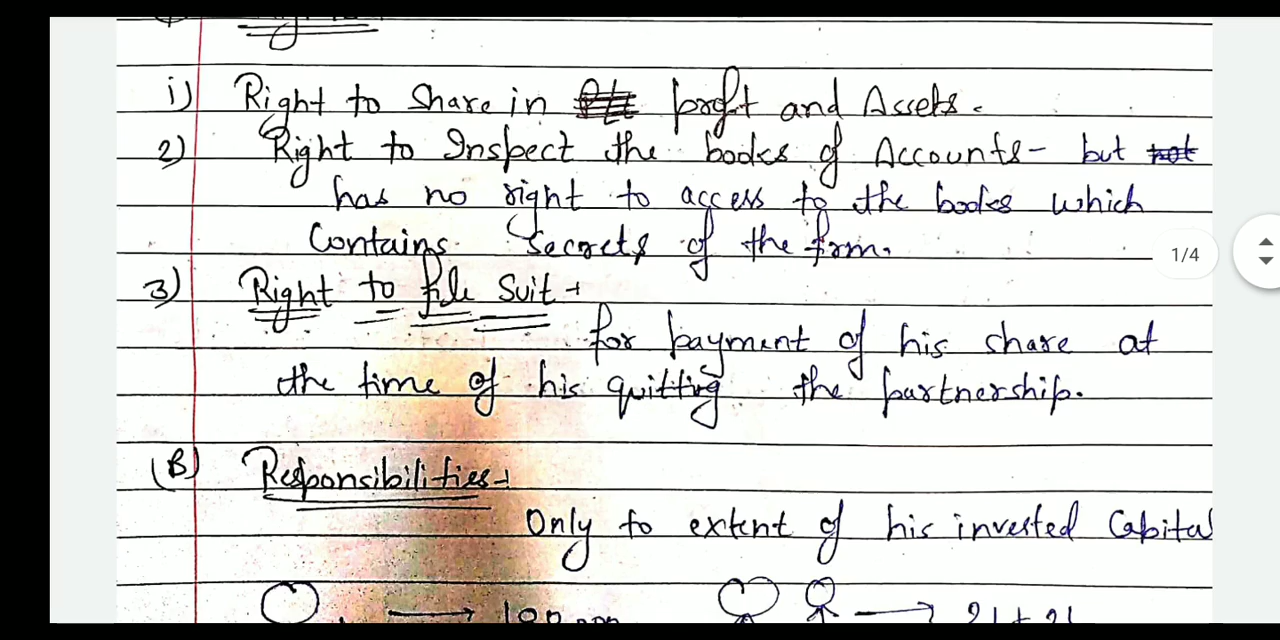 i) Right to Share in profit and Assets.
2) Right to Inspect the books of Accounts - but not
has no right to access to the books which
Contains Secrets of the firm.
1/4
3) Right to file Suit -
for payment of his share at
the time of his quitting the partnership.
(B) Responsibilities -
Only to extent of his invested Capital